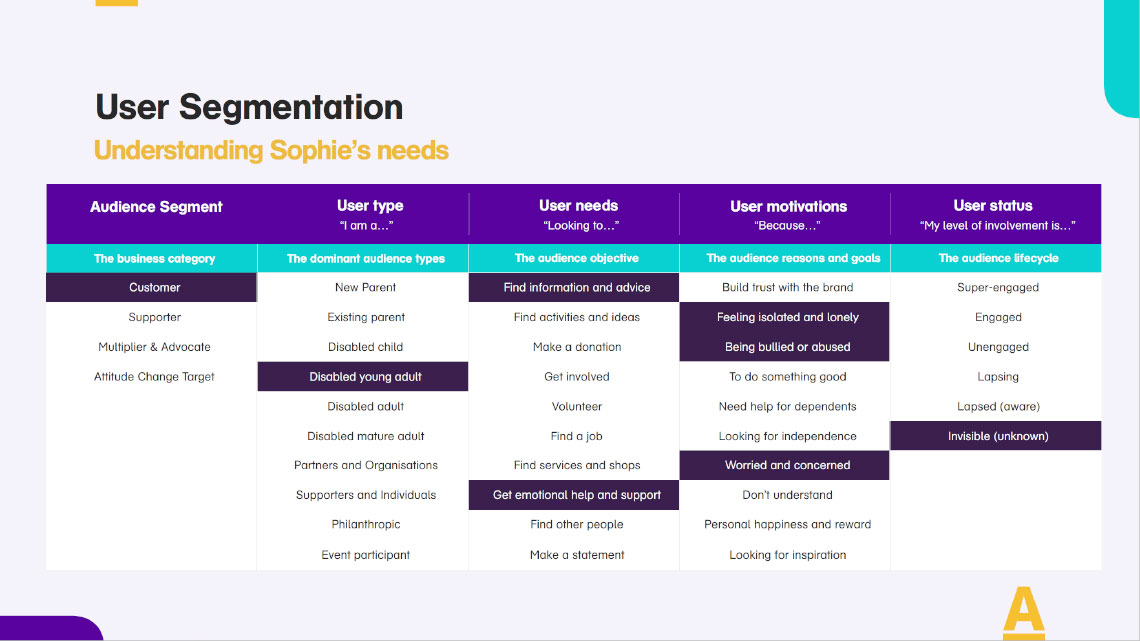 User Segmentation
Understanding Sophie's needs
Audience Segment
User type
"I am a..."
User needs
"Looking to..."
User motivations
"Because..."
User status
"My level of involvement is..."
The business category
The dominant audience types
The audience objective
The audience reasons and goals
The audience lifecycle
Customer
New Parent
Find information and advice
Build trust with the brand
Super-engaged
Supporter
Existing parent
Find activities and ideas
Feeling isolated and lonely
Engaged
Multiplier & Advocate
Disabled child
Make a donation
Being bullied or abused
Unengaged
Attitude Change Target
Disabled young adult
Get involved
To do something good
Lapsing
Disabled adult
Volunteer
Need help for dependents
Lapsed (aware)
Disabled mature adult
Find a job
Looking for independence
Invisible (unknown)
Partners and Organisations
Find services and shops
Worried and concerned
Supporters and Individuals
Get emotional help and support
Don't understand
Philanthropic
Find other people
Personal happiness and reward
Event participant
Make a statement
Looking for inspiration
A